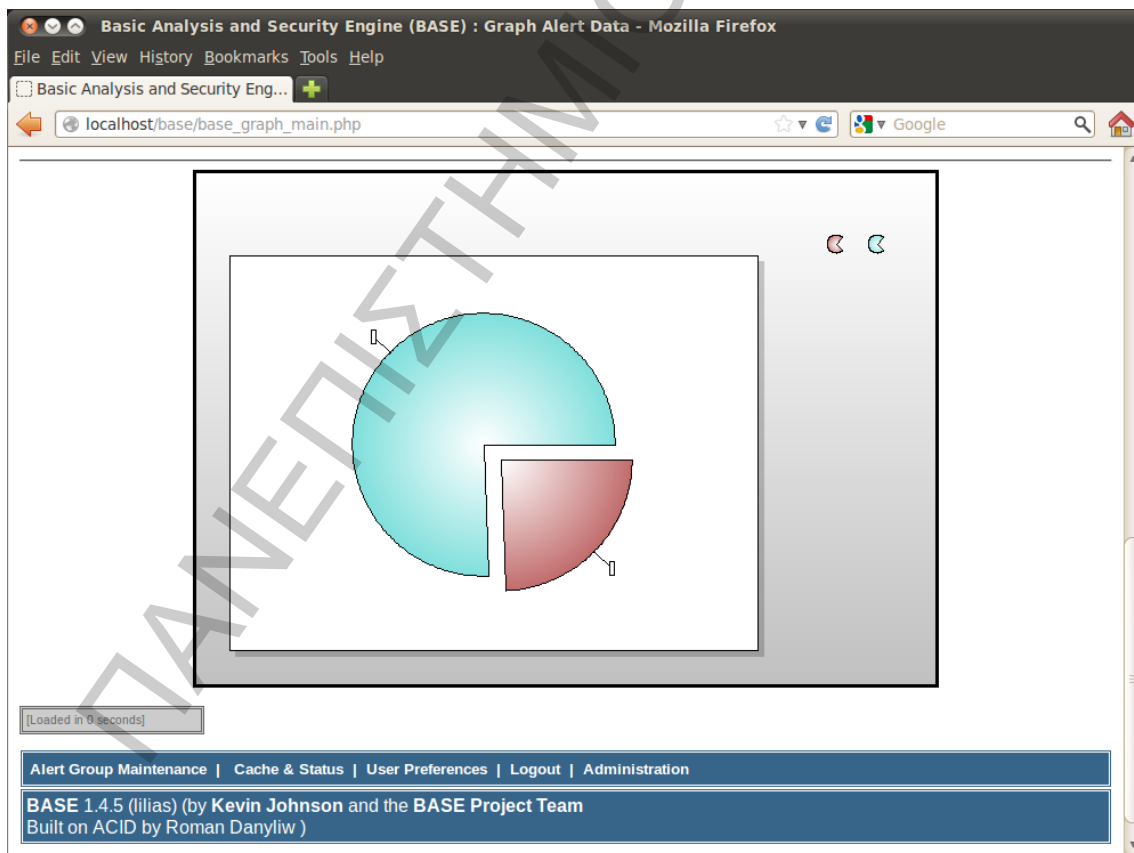 Basic Analysis and Security Engine (BASE) : Graph Alert Data - Mozilla Firefox
File Edit View History Bookmarks Tools Help
Basic Analysis and Security Eng...
localhost/base/base_graph_main.php
Google
[Loaded in 0 seconds]
Alert Group Maintenance | Cache & Status | User Preferences | Logout | Administration
BASE 1.4.5 (lilias) (by Kevin Johnson and the BASE Project Team
Built on ACID by Roman Danyliw )